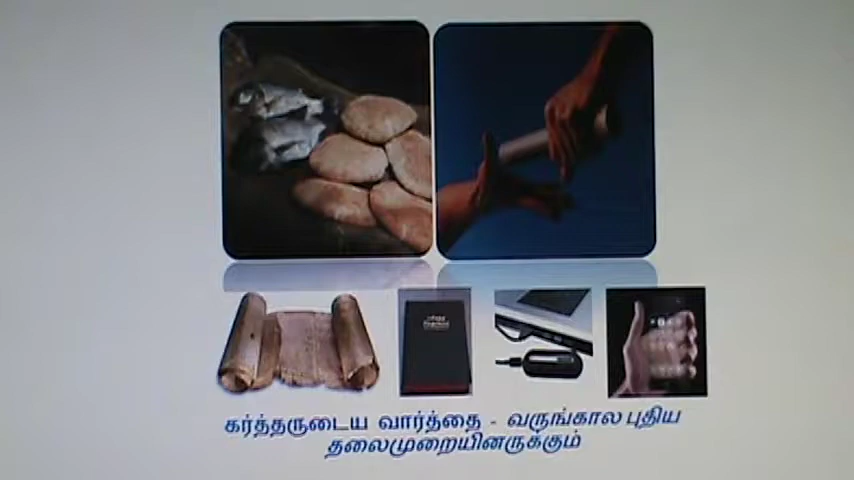 கர்த்தருடைய வார்த்தை - வருங்கால புதிய
தலைமுறையினருக்கும்